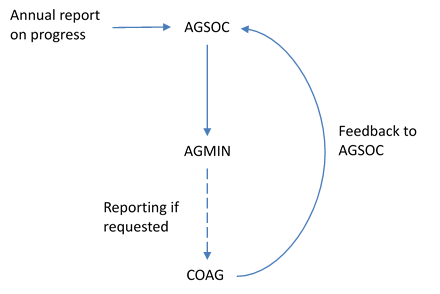 Annual report
on progress
AGSOC
Feedback to
AGSOC
AGMIN
Reporting if
requested
COAG